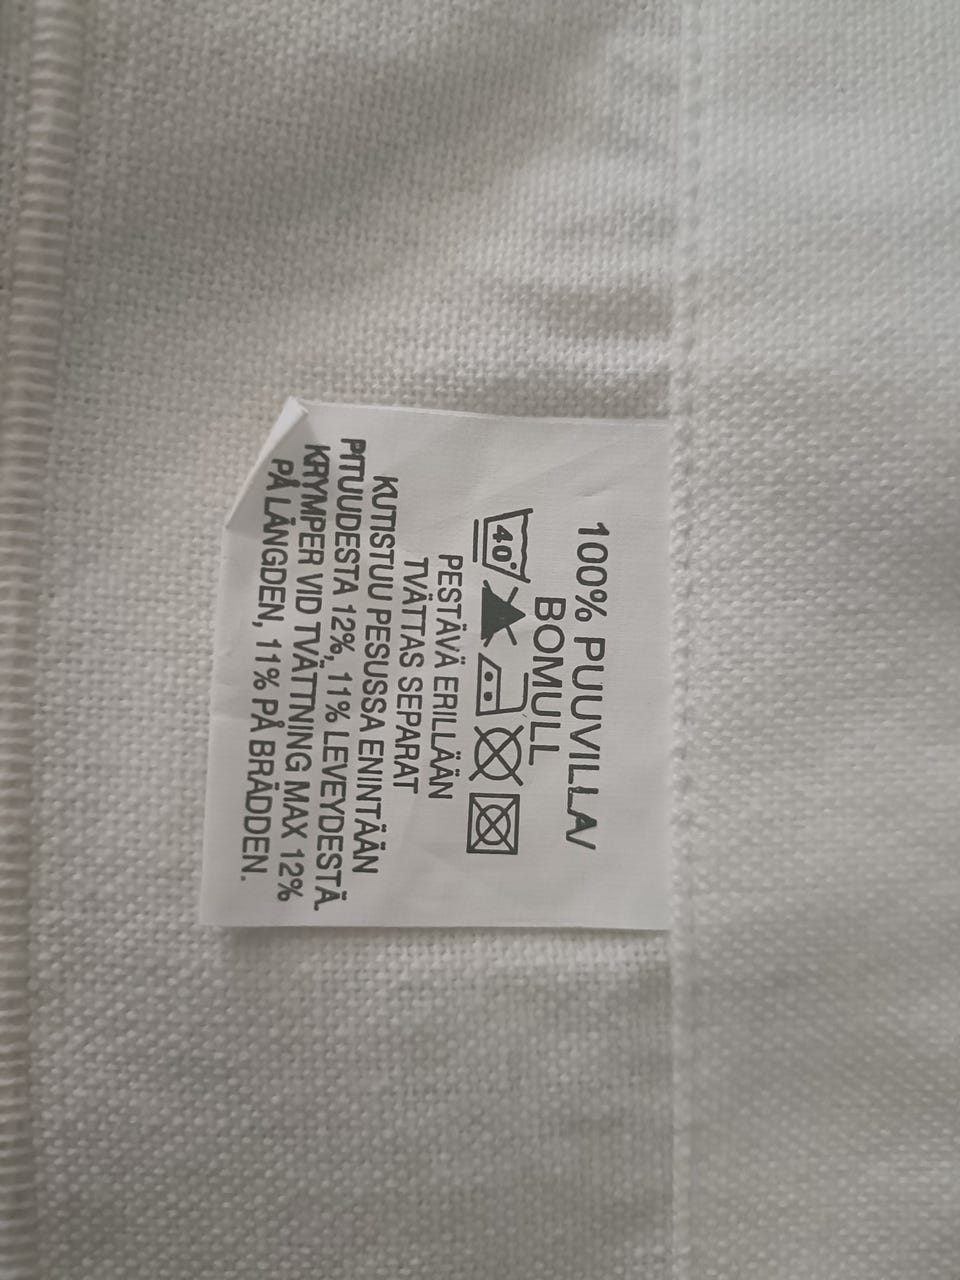 100% PUUVILLA/
BOMULL
40°
PESTÄVÄ ERILLÄÄN
TVÄTTAS SEPARAT
KUTISTUU PESUSSA ENINTÄÄN
PITUUDESTA 12%, 11% LEVEYDESTÄ.
KRYMPER VID TVÄTTNING MAX 12%
PÅ LÄNGDEN, 11% PÅ BRÄDDEN.